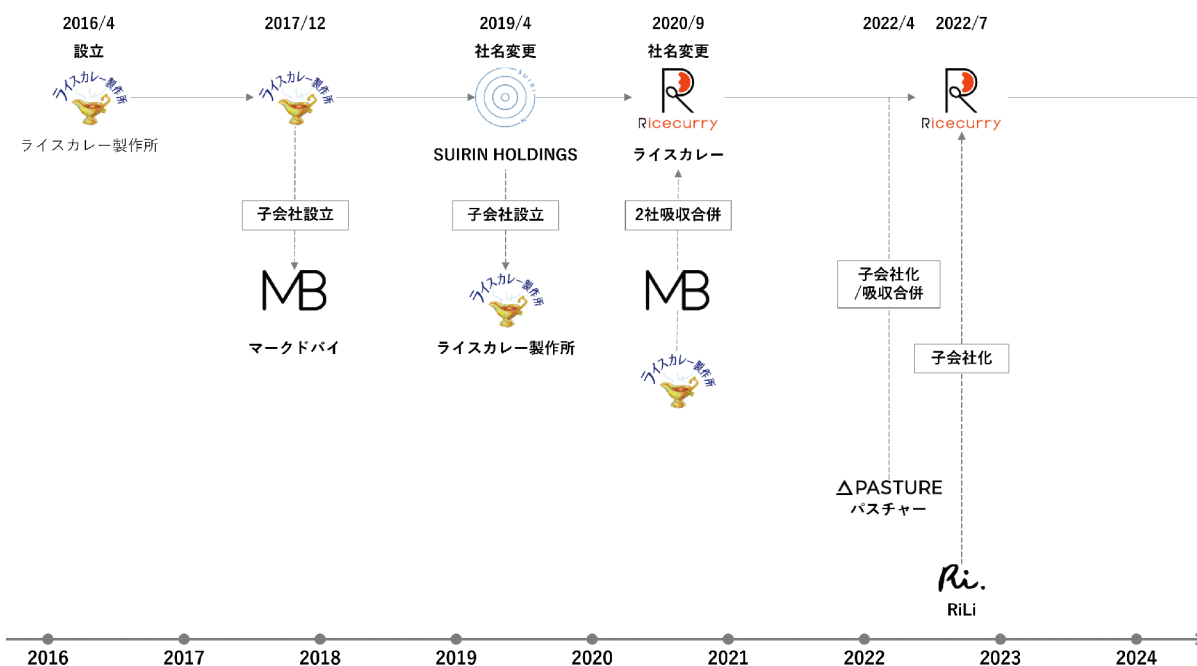 2016/4
2017/12
2019/4
2020/9
2022/4
2022/7
設立
社名変更
社名変更
ライスカレー製作所
ライスカレー製作所
SUIRIN
Ricecurry
Ricecurry
ライスカレー製作所
SUIRIN HOLDINGS
ライスカレー
子会社設立
子会社設立
2社吸収合併
子会社化
/吸収合併
MB
ライスカレー製作所
MB
マークドバイ
ライスカレー製作所
子会社化
ライスカレー製作所
PASTURE
パスチャー
Ri.
RiLi
2016
2017
2018
2019
2020
2021
2022
2023
2024